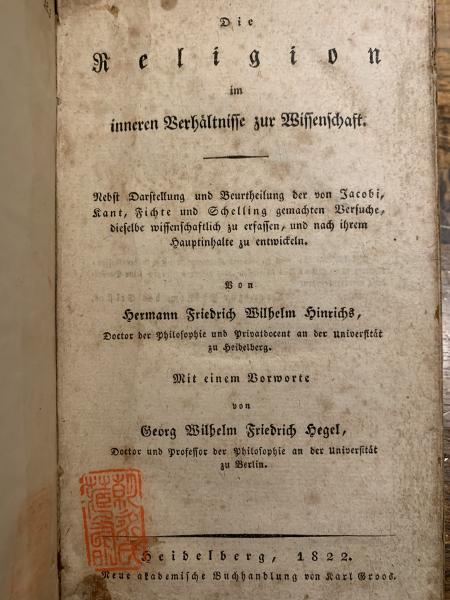 Die
Religion
im
inneren Verhältnisse zur Wissenschaft.
Nebst Darstellung und Beurtheilung der von Jacobi,
Kant, Fichte und Schelling gemachten Versuche,
dieselbe wissenschaftlich zu erfassen, und nach ihrem
Hauptinhalte zu entwickeln.
Von
Hermann Friedrich Wilhelm Hinrichs,
Doctor der Philosophie und Privatdocent an der Universität
zu Heidelberg.
Mit einem Vorworte
von
Georg Wilhelm Friedrich Hegel,
Doctor und Professor der Philosophie an der Universität
zu Berlin.
Heidelberg, 1822.
Neue akademische Buchhandlung von Karl Groos.